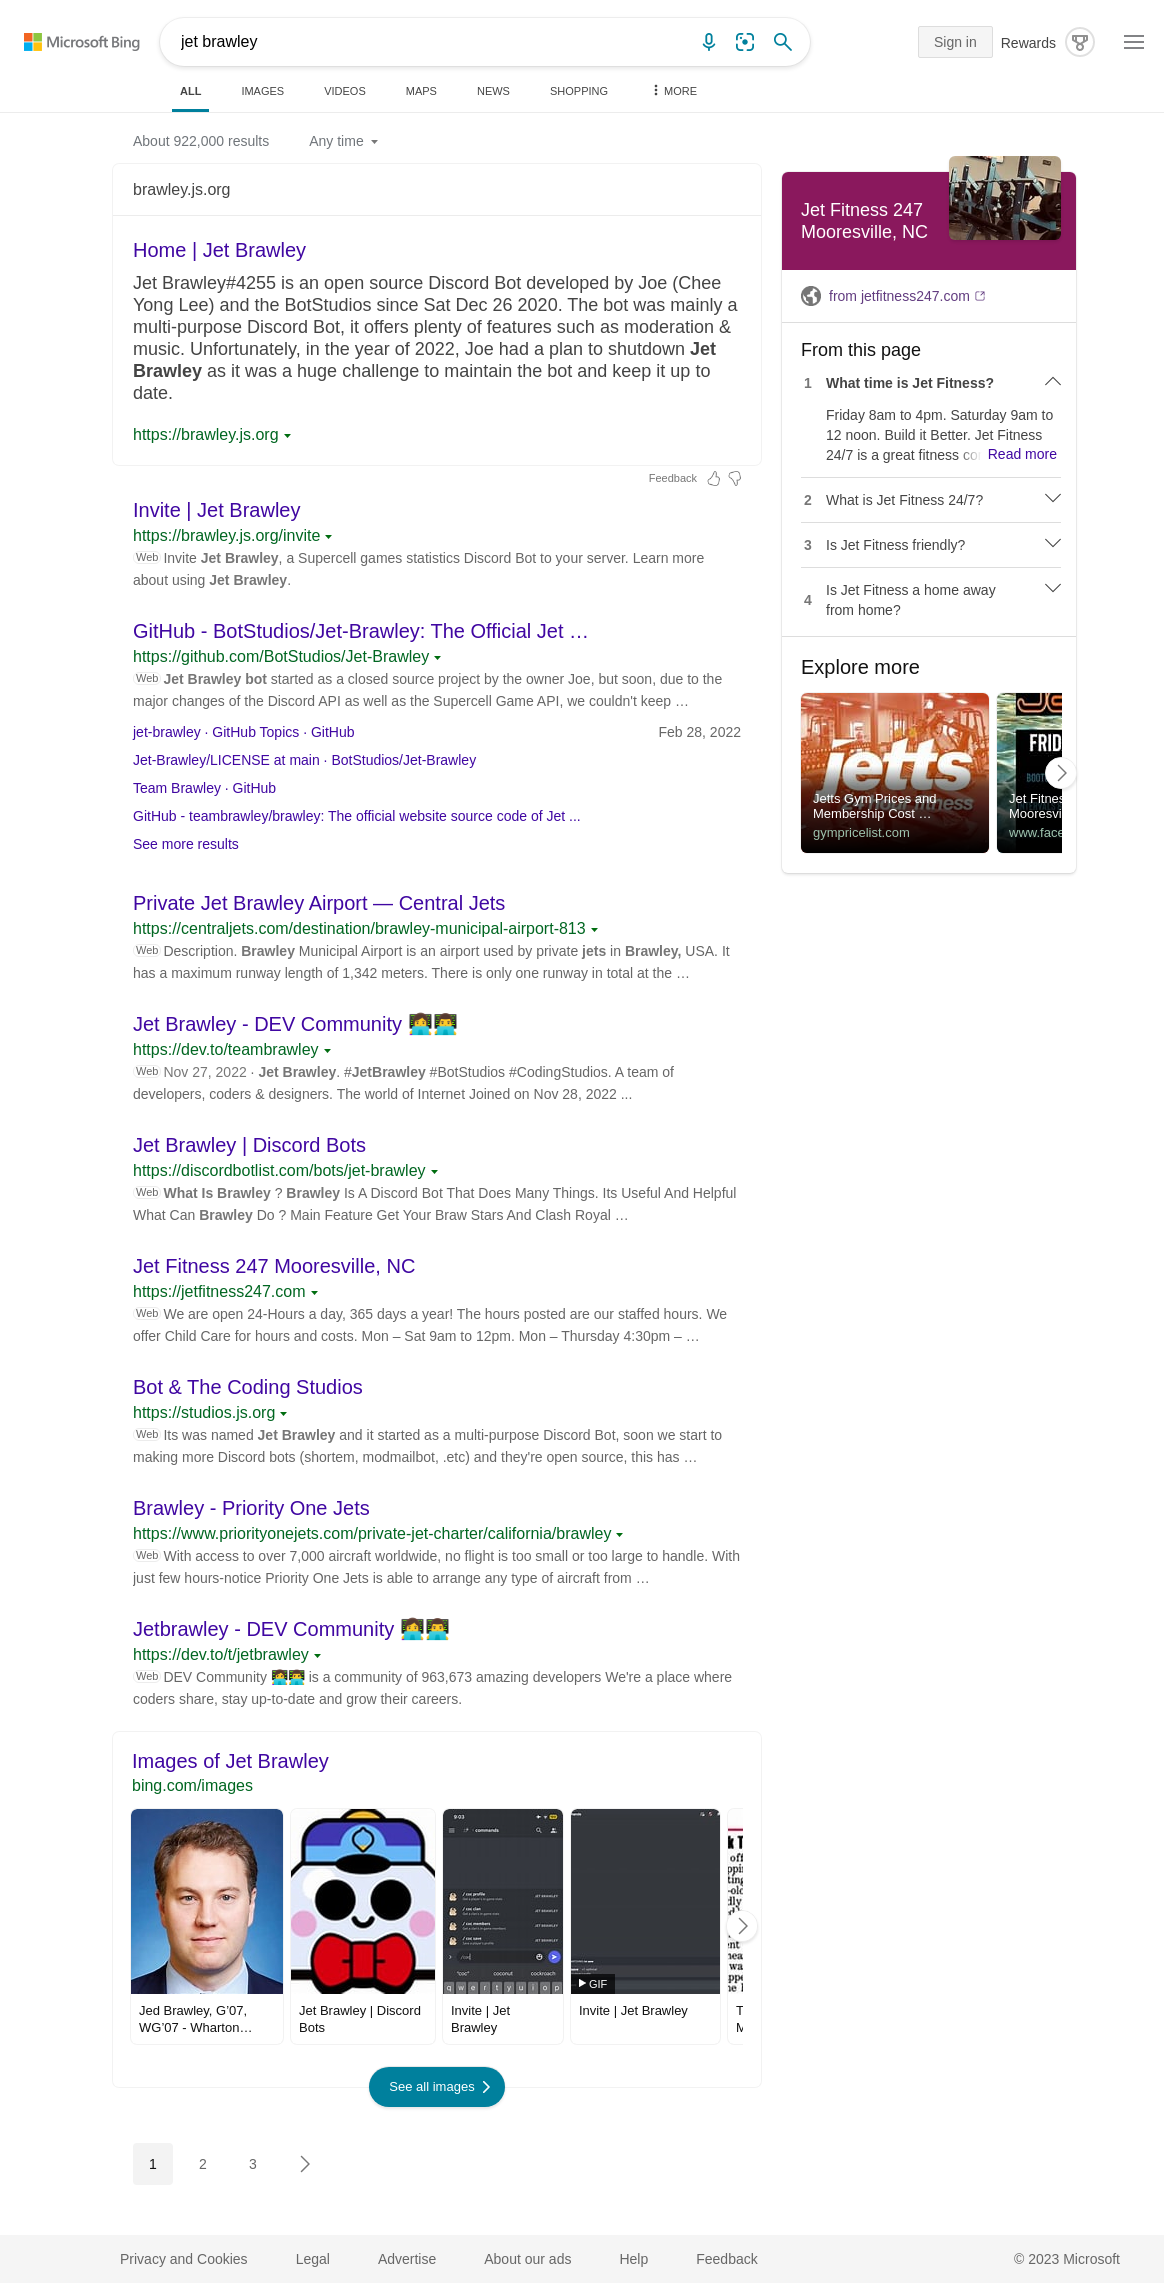 Microsoft Bing
jet brawley
Sign in
Rewards
ALL
IMAGES
VIDEOS
MAPS
NEWS
SHOPPING
MORE
About 922,000 results
Any time
brawley.js.org
Home | Jet Brawley
Jet Brawley#4255 is an open source Discord Bot developed by Joe (Chee
Yong Lee) and the BotStudios since Sat Dec 26 2020. The bot was mainly a
multi-purpose Discord Bot, it offers plenty of features such as moderation &
music. Unfortunately, in the year of 2022, Joe had a plan to shutdown Jet
Brawley as it was a huge challenge to maintain the bot and keep it up to
date.
https://brawley.js.org
Feedback
Invite | Jet Brawley
https://brawley.js.org/invite
Web Invite Jet Brawley, a Supercell games statistics Discord Bot to your server. Learn more
about using Jet Brawley.
GitHub - BotStudios/Jet-Brawley: The Official Jet …
https://github.com/BotStudios/Jet-Brawley
Web Jet Brawley bot started as a closed source project by the owner Joe, but soon, due to the
major changes of the Discord API as well as the Supercell Game API, we couldn't keep …
jet-brawley · GitHub Topics · GitHub
Feb 28, 2022
Jet-Brawley/LICENSE at main · BotStudios/Jet-Brawley
Team Brawley · GitHub
GitHub - teambrawley/brawley: The official website source code of Jet ...
See more results
Private Jet Brawley Airport — Central Jets
https://centraljets.com/destination/brawley-municipal-airport-813
Web Description. Brawley Municipal Airport is an airport used by private jets in Brawley, USA. It
has a maximum runway length of 1,342 meters. There is only one runway in total at the …
Jet Brawley - DEV Community 👩‍💻👨‍💻
https://dev.to/teambrawley
Web Nov 27, 2022 · Jet Brawley. #JetBrawley #BotStudios #CodingStudios. A team of
developers, coders & designers. The world of Internet Joined on Nov 28, 2022 ...
Jet Brawley | Discord Bots
https://discordbotlist.com/bots/jet-brawley
Web What Is Brawley ? Brawley Is A Discord Bot That Does Many Things. Its Useful And Helpful
What Can Brawley Do ? Main Feature Get Your Braw Stars And Clash Royal …
Jet Fitness 247 Mooresville, NC
https://jetfitness247.com
Web We are open 24-Hours a day, 365 days a year! The hours posted are our staffed hours. We
offer Child Care for hours and costs. Mon – Sat 9am to 12pm. Mon – Thursday 4:30pm – …
Bot & The Coding Studios
https://studios.js.org
Web Its was named Jet Brawley and it started as a multi-purpose Discord Bot, soon we start to
making more Discord bots (shortem, modmailbot, .etc) and they're open source, this has …
Brawley - Priority One Jets
https://www.priorityonejets.com/private-jet-charter/california/brawley
Web With access to over 7,000 aircraft worldwide, no flight is too small or too large to handle. With
just few hours-notice Priority One Jets is able to arrange any type of aircraft from …
Jetbrawley - DEV Community 👩‍💻👨‍💻
https://dev.to/t/jetbrawley
Web DEV Community 👩‍💻👨‍💻 is a community of 963,673 amazing developers We're a place where
coders share, stay up-to-date and grow their careers.
Images of Jet Brawley
bing.com/images
9:03
commands
/ coc profile
/ coc clan
/ coc members
/ coc save
JET BRAWLEY
JET BRAWLEY
JET BRAWLEY
JET BRAWLEY
"coc"
coconut
cockroach
q w e r t y u i o p
GIF
Jed Brawley, G'07,
WG'07 - Wharton…
Jet Brawley | Discord
Bots
Invite | Jet
Brawley
Invite | Jet Brawley
See all images
1
2
3
Jet Fitness 247
Mooresville, NC
from jetfitness247.com
From this page
1 What time is Jet Fitness?
Friday 8am to 4pm. Saturday 9am to
12 noon. Build it Better. Jet Fitness
24/7 is a great fitness co Read more
2 What is Jet Fitness 24/7?
3 Is Jet Fitness friendly?
4 Is Jet Fitness a home away
from home?
Explore more
jetts
24 hour fitness
Jetts Gym Prices and
Membership Cost …
gympricelist.com
FRID
Jet Fitnes
Mooresvi
www.face
Privacy and Cookies
Legal
Advertise
About our ads
Help
Feedback
© 2023 Microsoft